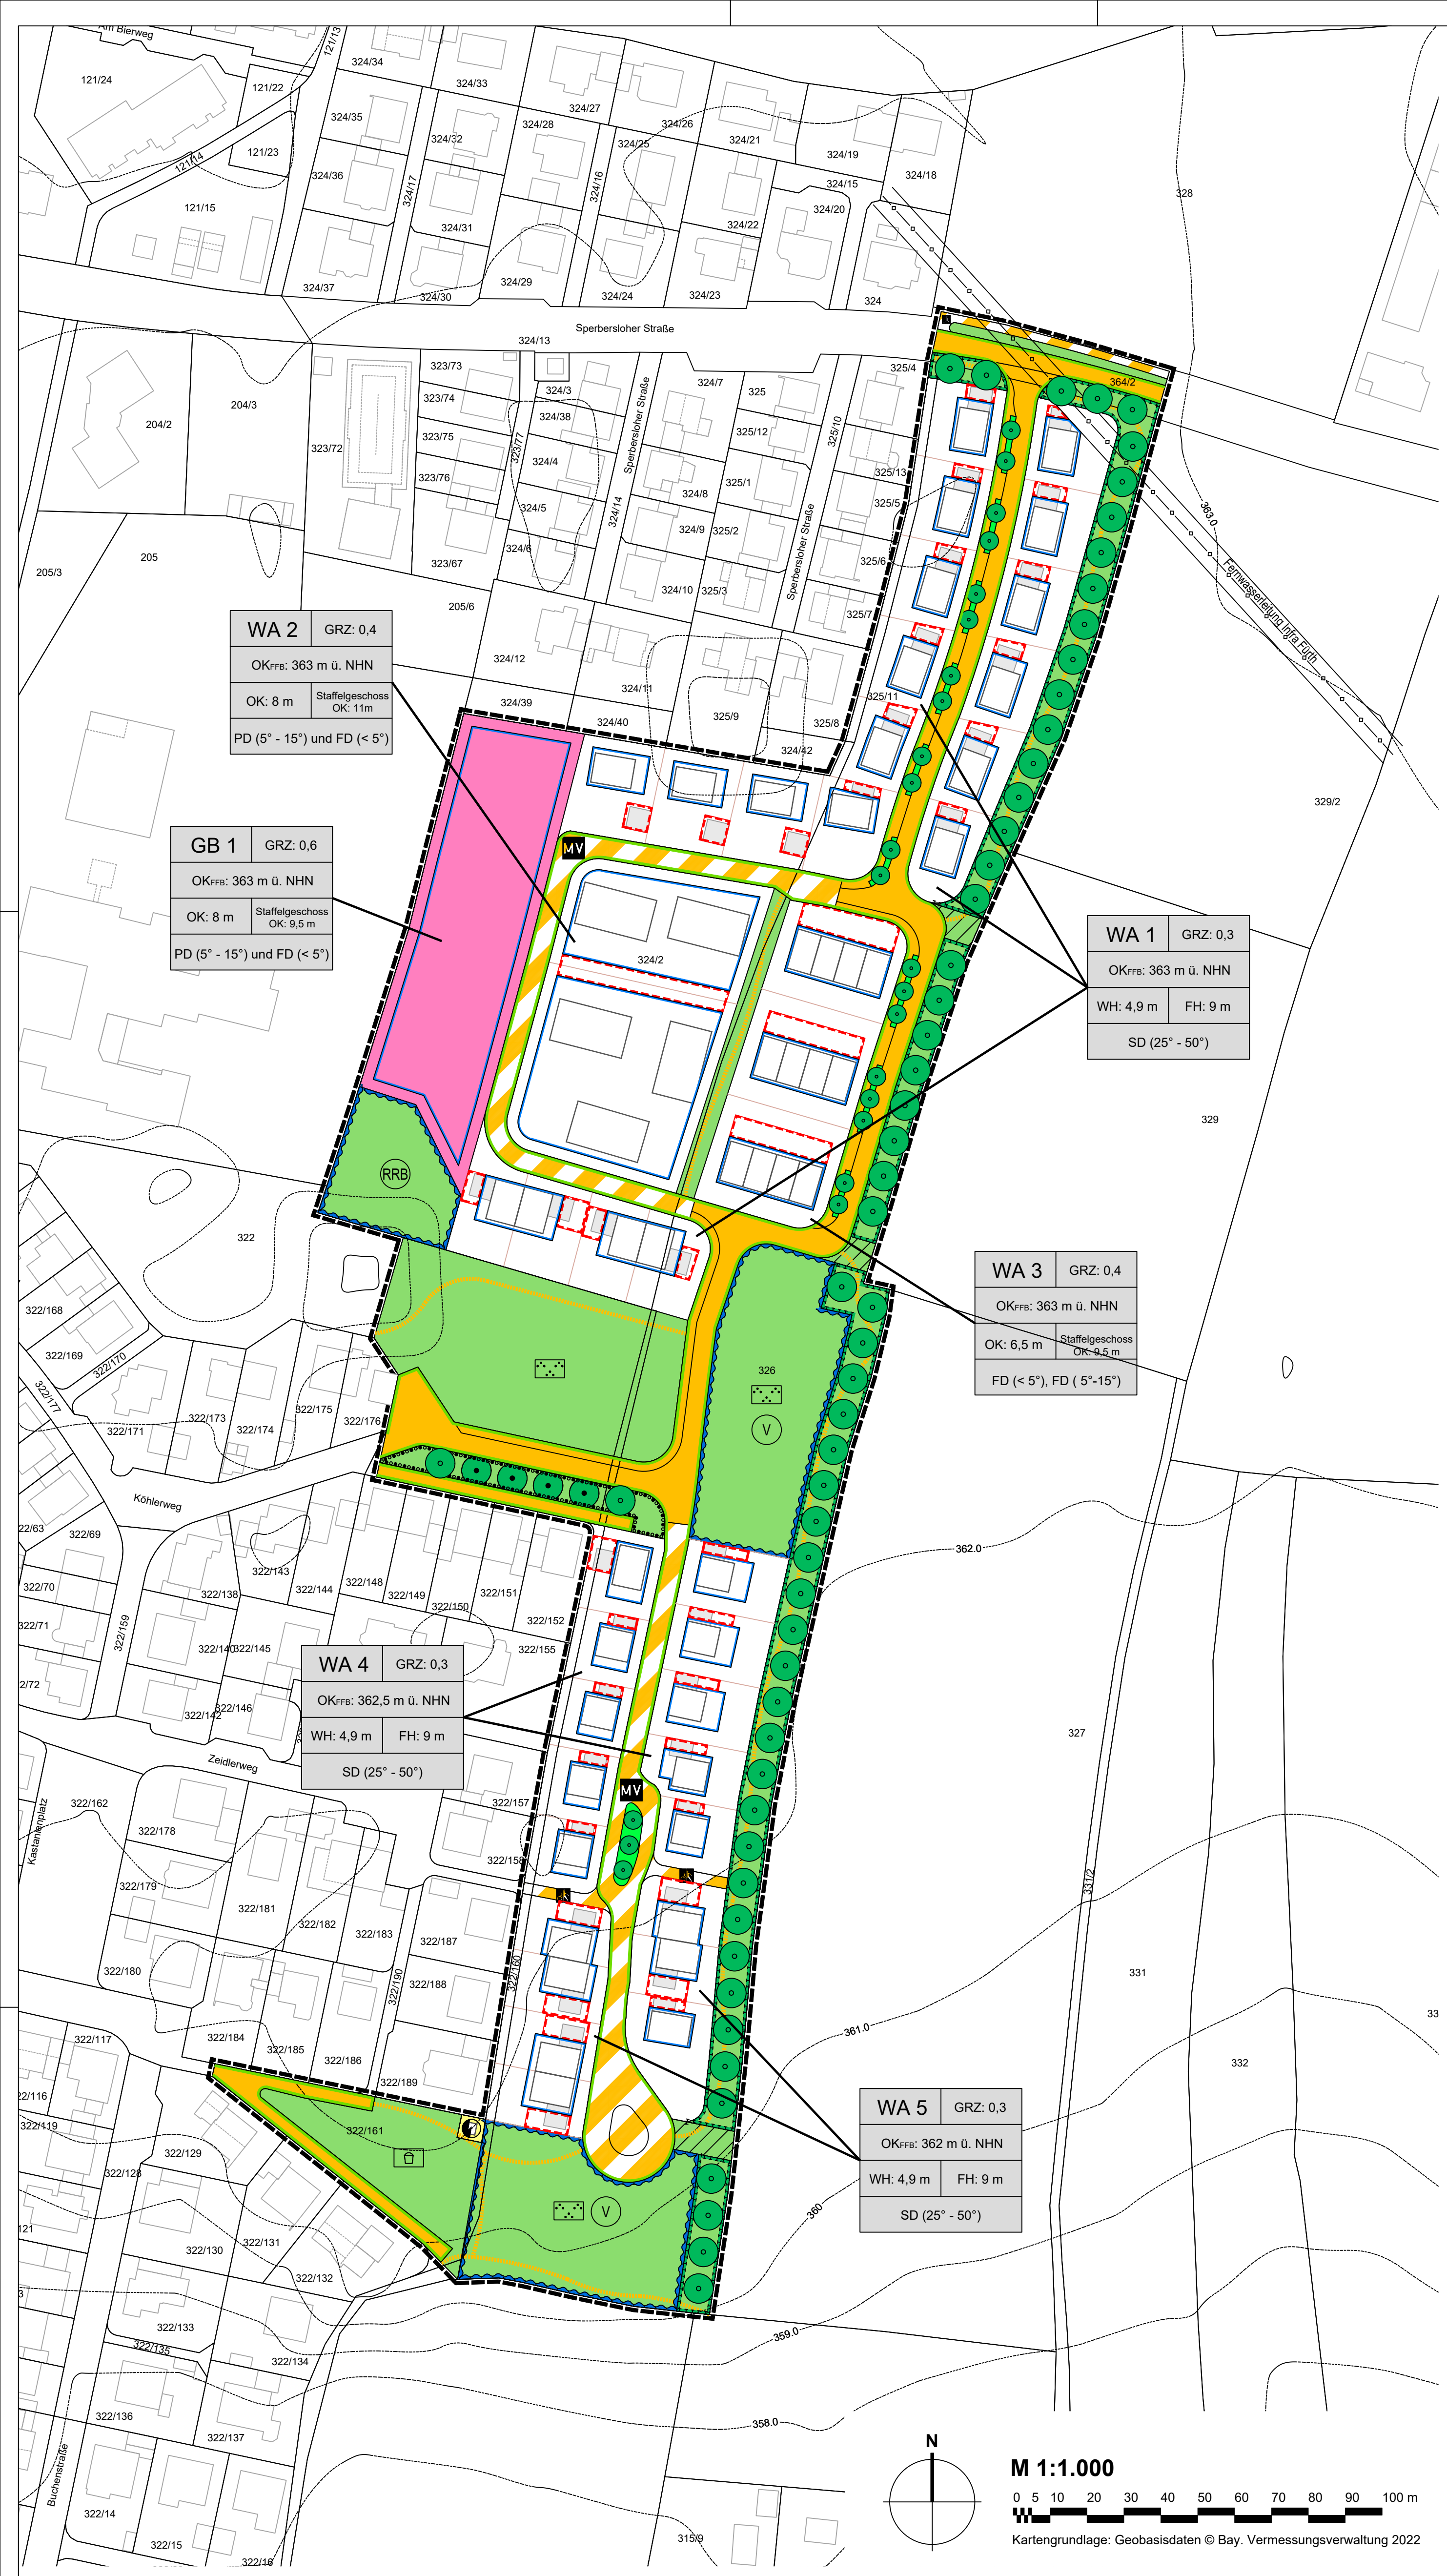 Am Bierweg
121/13
324/34
324/33
121/24
121/22
324/27
324/35
324/28
324/26
324/32
324/25
324/21
121/23
121/14
324/19
324/36
324/17
324/16
324/15
324/18
328
121/15
324/20
324/31
324/22
324/37
324/30
324/29
324/24
324/23
324
Sperbersloher Straße
324/13
323/73
324/3
324/7
325
325/4
364/2
323/74
324/38
204/3
204/2
323/72
323/75
323/77
Sperbersloher Straße
325/12
325/10
324/4
323/76
325/1
325/13
324/5
324/14
324/8
325/5
363.0
324/9
325/2
324/6
205
323/67
205/3
Sperbersloher Straße
325/6
324/10
325/3
205/6
325/7
Fernwasserleitung Infra Fürth
324/12
324/11
325/11
WA 2
GRZ: 0,4
OKFFB: 363 m ü. NHN
OK: 8 m
Staffelgeschoss
OK: 11m
PD (5° - 15°) und FD (< 5°)
324/39
324/40
325/9
325/8
324/42
329/2
GB 1
GRZ: 0,6
OKFFB: 363 m ü. NHN
OK: 8 m
Staffelgeschoss
OK: 9,5 m
PD (5° - 15°) und FD (< 5°)
MV
324/2
WA 1
GRZ: 0,3
OKFFB: 363 m ü. NHN
WH: 4,9 m
FH: 9 m
SD (25° - 50°)
329
RRB
322
WA 3
GRZ: 0,4
OKFFB: 363 m ü. NHN
OK: 6,5 m
Staffelgeschoss
OK: 9,5 m
FD (< 5°), FD ( 5°-15°)
322/168
322/169
322/170
326
V
322/177
322/173
322/175
322/176
322/171
322/174
Köhlerweg
22/63
322/69
362.0
322/143
322/148
322/70
322/138
322/144
322/149
322/151
322/150
322/71
322/159
322/152
322/140
322/145
322/155
2/72
322/142
322/146
WA 4
GRZ: 0,3
OKFFB: 362,5 m ü. NHN
WH: 4,9 m
FH: 9 m
SD (25° - 50°)
327
Zeidlerweg
MV
322/162
322/157
Kastanienplatz
322/178
322/158
322/179
322/181
322/182
322/183
331/2
322/187
322/180
322/188
322/190
322/160
331
322/117
322/184
322/185
322/186
361.0
332
33
322/189
22/116
322/119
322/161
322/129
322/128
WA 5
GRZ: 0,3
OKFFB: 362 m ü. NHN
WH: 4,9 m
FH: 9 m
SD (25° - 50°)
V
360
121
322/130
322/131
322/132
322/133
322/135
322/134
359.0
322/136
322/137
358.0
Buchenstraße
N
M 1:1.000
0 5 10 20 30 40 50 60 70 80 90 100 m
322/14
322/15
322/16
315/9
Kartengrundlage: Geobasisdaten © Bay. Vermessungsverwaltung 2022